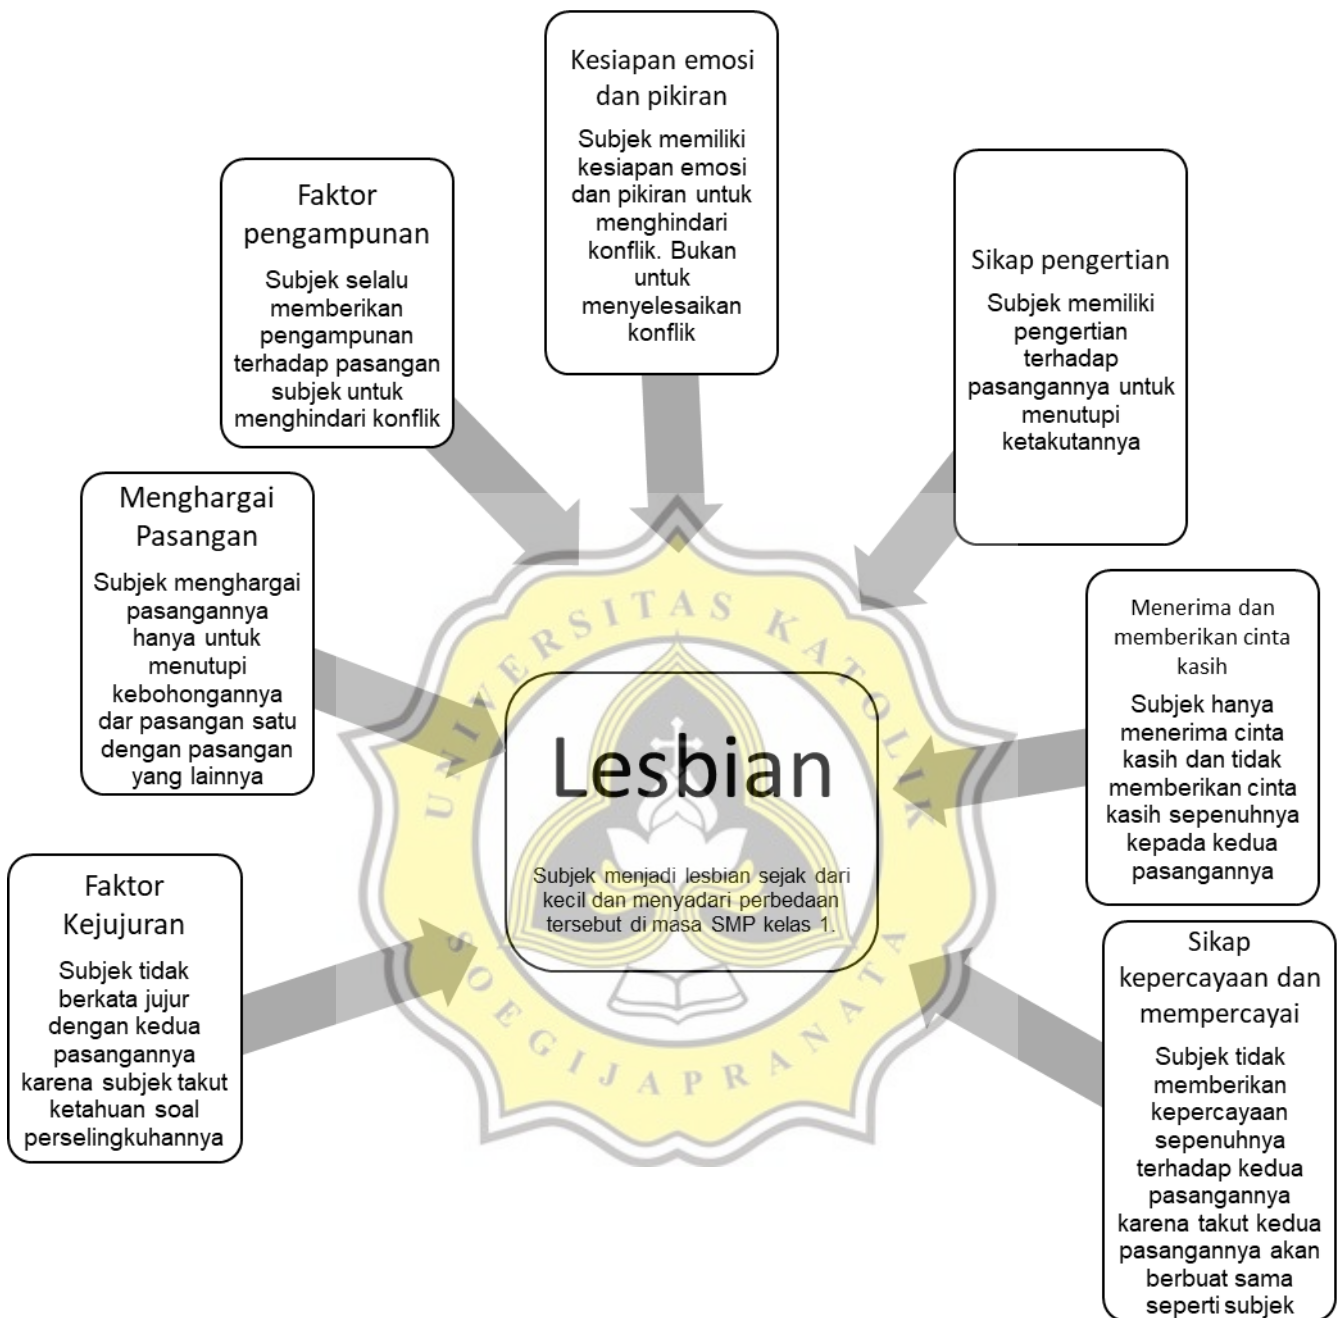 Kesiapan emosi
dan pikiran
Subjek memiliki
kesiapan emosi
dan pikiran untuk
menghindari
konflik. Bukan
untuk
menyelesaikan
konflik
Faktor
pengampunan
Subjek selalu
memberikan
pengampunan
terhadap pasangan
subjek untuk
menghindari konflik
Sikap pengertian
Subjek memiliki
pengertian
terhadap
pasangannya untuk
menutupi
ketakutannya
Menghargai
Pasangan
Subjek menghargai
pasangannya
hanya untuk
menutupi
kebohongannya
dar pasangan satu
dengan pasangan
yang lainnya
Menerima dan
memberikan cinta
kasih
Subjek hanya
menerima cinta
kasih dan tidak
memberikan cinta
kasih sepenuhnya
kepada kedua
pasangannya
UNIVERSITAS KATOLIK
Lesbian
Subjek menjadi lesbian sejak dari
kecil dan menyadari perbedaan
tersebut di masa SMP kelas 1.
SOEGIJAPRANATA
Faktor
Kejujuran
Subjek tidak
berkata jujur
dengan kedua
pasangannya
karena subjek takut
ketahuan soal
perselingkuhannya
Sikap
kepercayaan dan
mempercayai
Subjek tidak
memberikan
kepercayaan
sepenuhnya
terhadap kedua
pasangannya
karena takut kedua
pasangannya akan
berbuat sama
seperti subjek